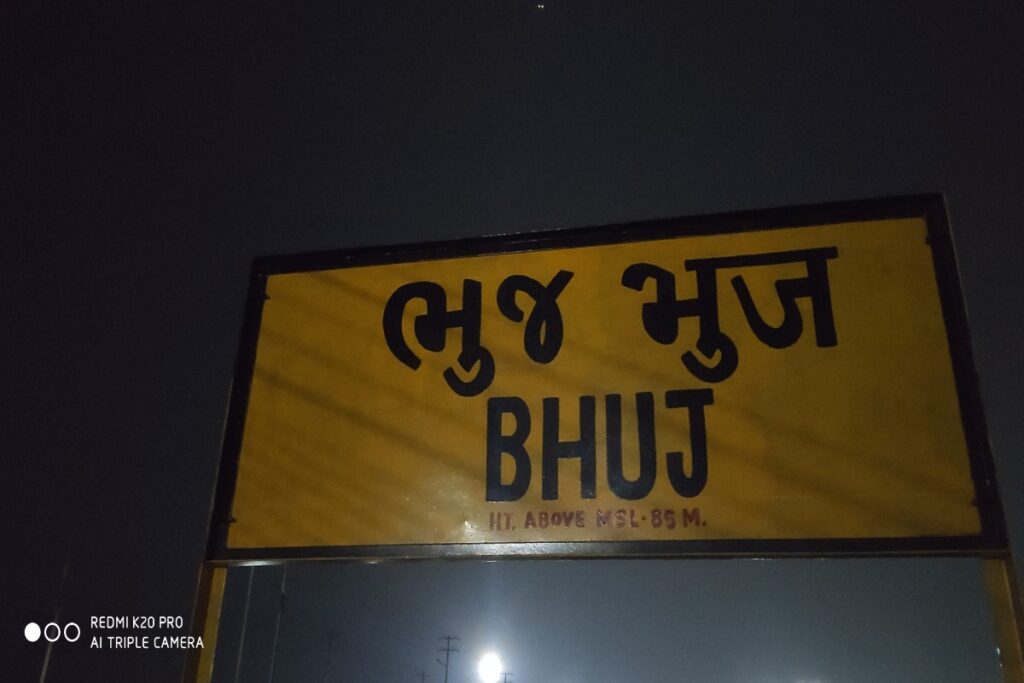 ભુજ भुज
BHUJ
HT. ABOVE MSL-85 M.
REDMI K20 PRO
AI TRIPLE CAMERA